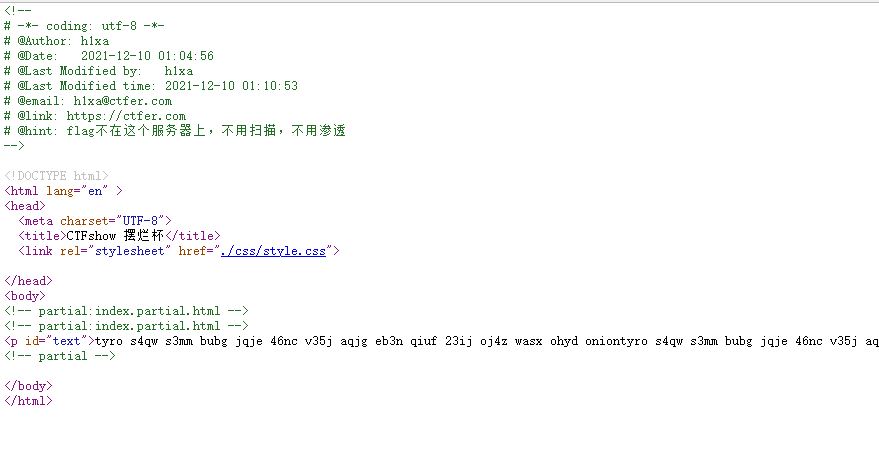 <!--
# -*- coding: utf-8 -*-
# @Author: h1xa
# @Date:   2021-12-10 01:04:56
# @Last Modified by:   h1xa
# @Last Modified time: 2021-12-10 01:10:53
# @email: h1xa@ctfer.com
# @link: https://ctfer.com
# @hint: flag不在这个服务器上，不用扫描，不用渗透
-->
<!DOCTYPE html>
<html lang="en" >
<head>
  <meta charset="UTF-8">
  <title>CTFshow 摆烂杯</title>
  <link rel="stylesheet" href="./css/style.css">
</head>
<body>
<!-- partial:index.partial.html -->
<!-- partial:index.partial.html -->
<p id="text">tyro s4qw s3mm bubg jqje 46nc v35j aqjg eb3n qiuf 23ij oj4z wasx ohyd oniontyro s4qw s3mm bubg jqje 46nc v35j aq
<!-- partial -->
</body>
</html>